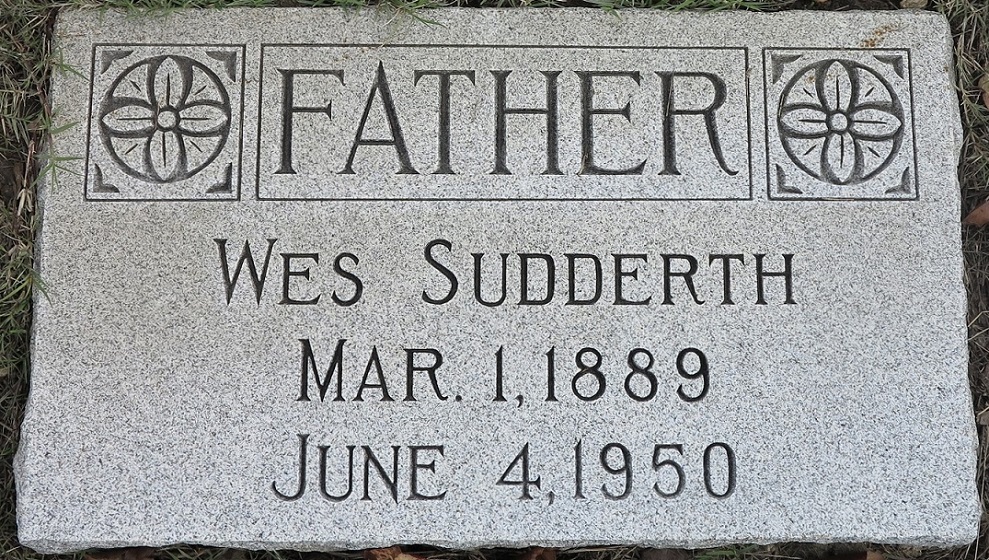 FATHER
WES SUDDERTH
MAR. 1, 1889
JUNE 4, 1950